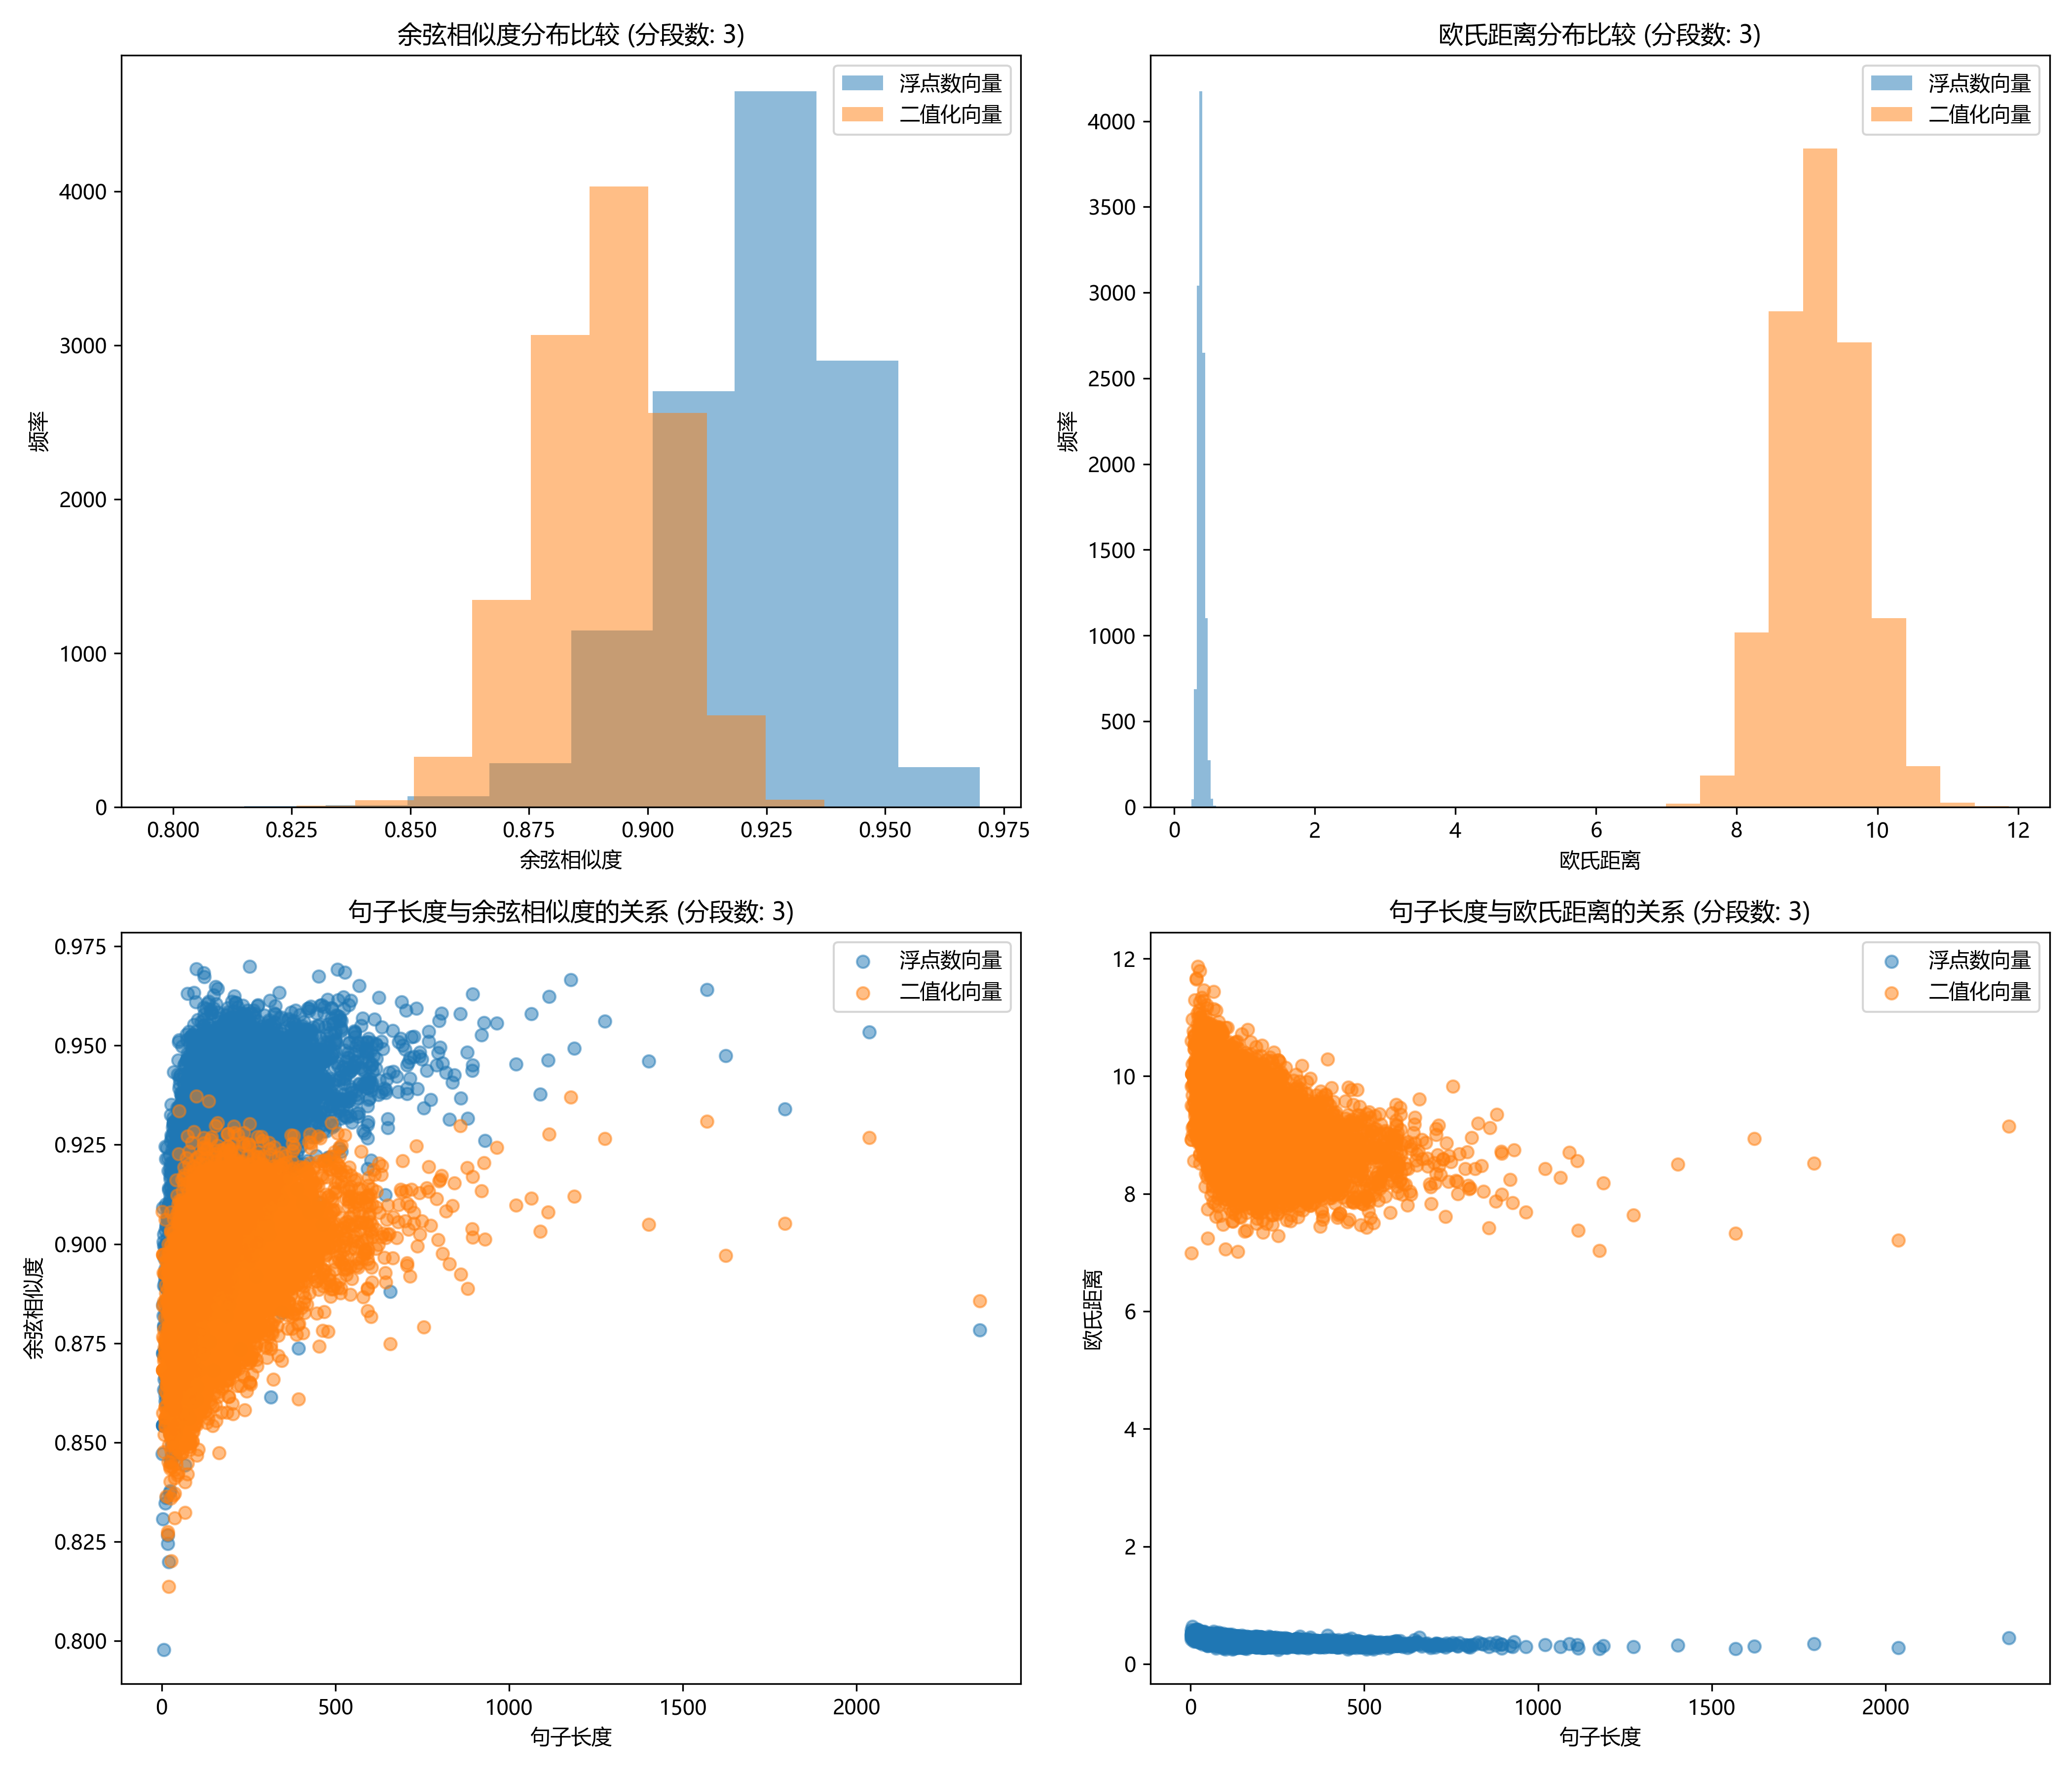 余弦相似度分布比较 (分段数: 3)
浮点数向量
二值化向量
频率
4000
3000
2000
1000
0
0.800 0.825 0.850 0.875 0.900 0.925 0.950 0.975
余弦相似度
欧氏距离分布比较 (分段数: 3)
浮点数向量
二值化向量
频率
4000
3500
3000
2500
2000
1500
1000
500
0
0 2 4 6 8 10 12
欧氏距离
句子长度与余弦相似度的关系 (分段数: 3)
浮点数向量
二值化向量
余弦相似度
0.975
0.950
0.925
0.900
0.875
0.850
0.825
0.800
0 500 1000 1500 2000
句子长度
句子长度与欧氏距离的关系 (分段数: 3)
浮点数向量
二值化向量
欧氏距离
12
10
8
6
4
2
0
0 500 1000 1500 2000
句子长度